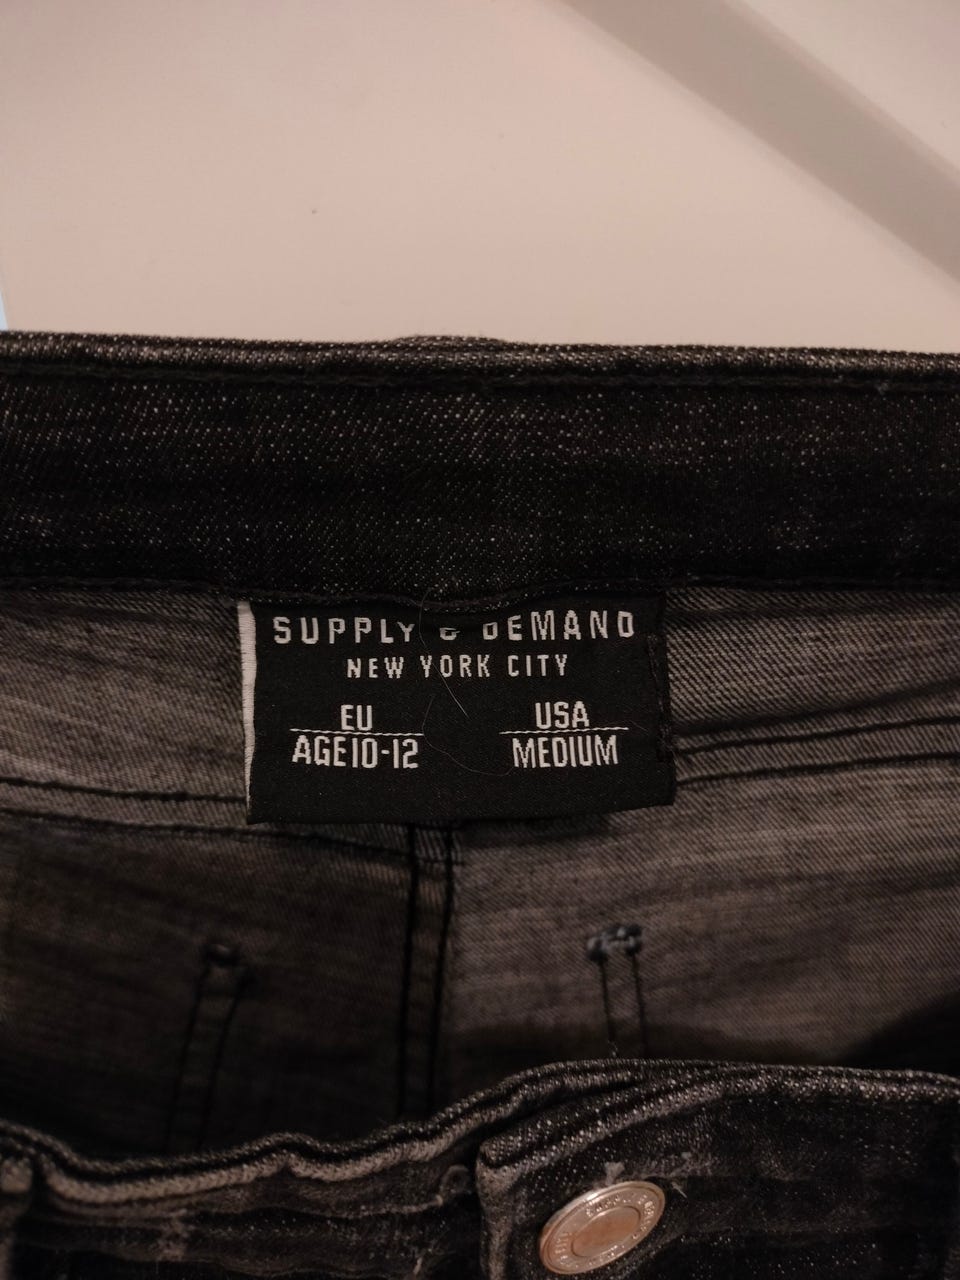 SUPPLY & DEMAND
NEW YORK CITY
EU
AGE10-12
USA
MEDIUM